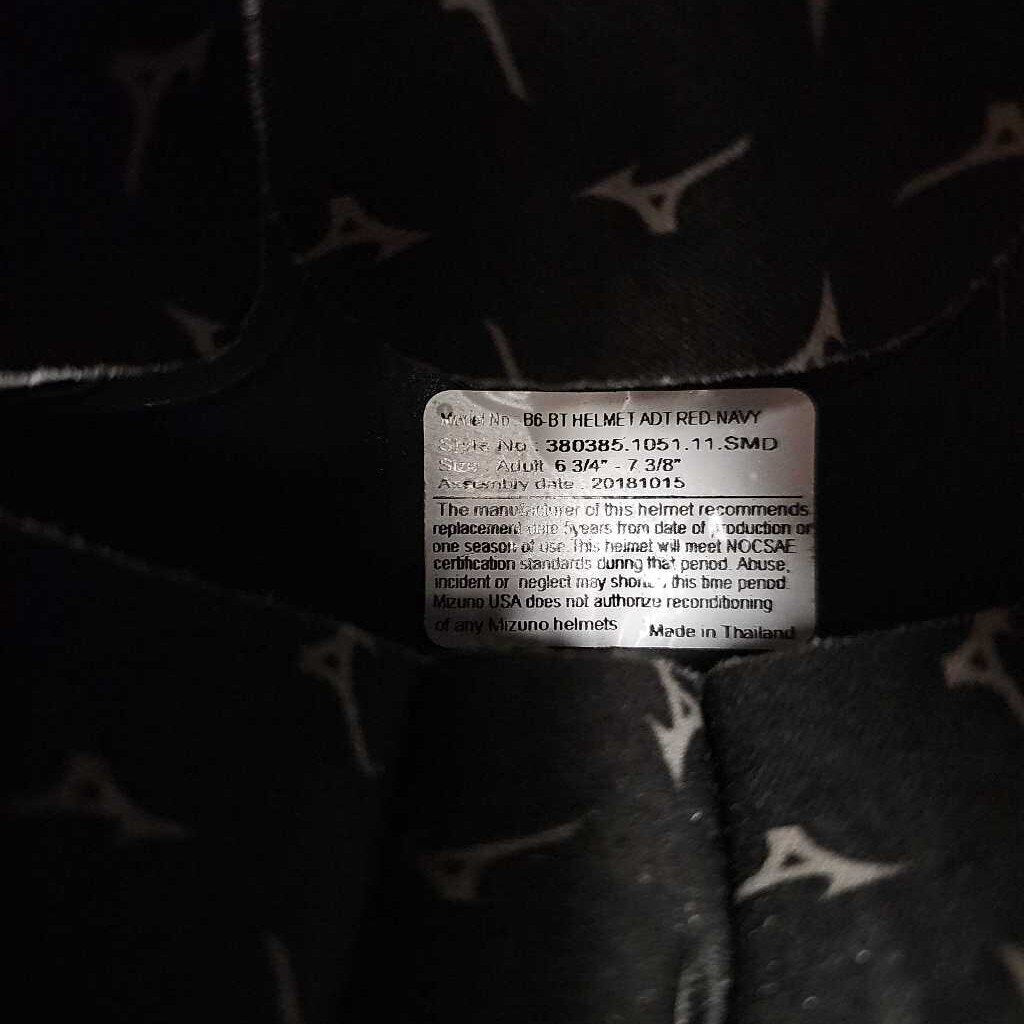 Model No : B6-BT HELMET ADT RED-NAVY
Style No : 380385.1051.11.SMD
Size : Adult 6 3/4" - 7 3/8"
Assembly date : 20181015
The manufacturer of this helmet recommends
replacement date 5years from date of production or
one season of use. This helmet will meet NOCSAE
certification standards during that period. Abuse,
incident or neglect may shorten this time period.
Mizuno USA does not authorize reconditioning
of any Mizuno helmets
Made in Thailand